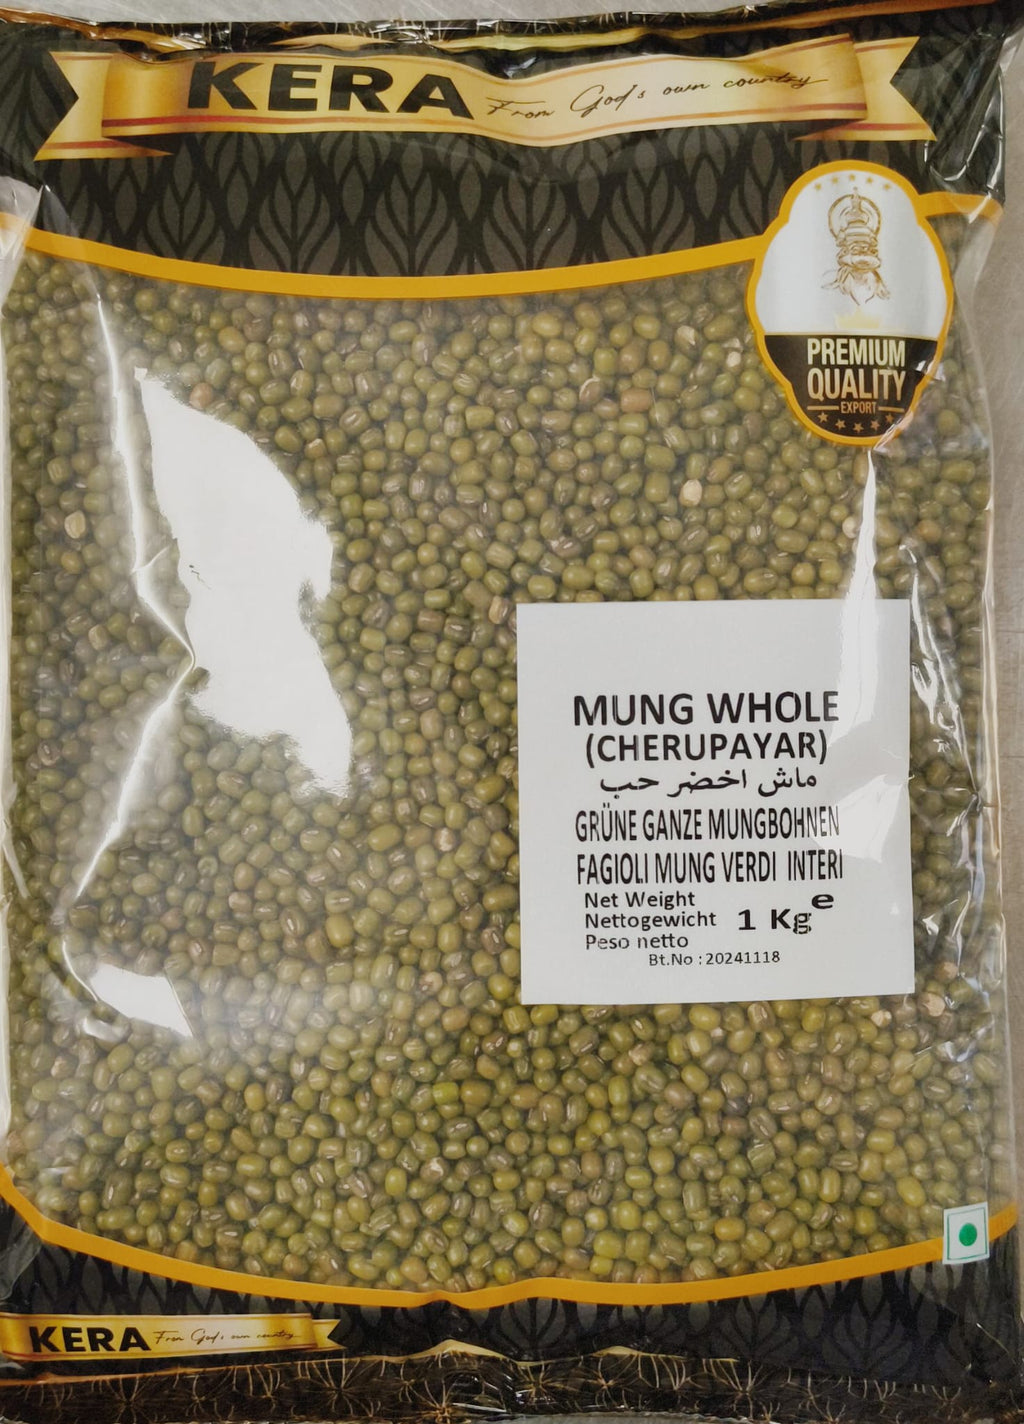 KERA From God's own country
PREMIUM
QUALITY
EXPORT
MUNG WHOLE
(CHERUPAYAR)
ماش اخضر حب
GRÜNE GANZE MUNGBOHNEN
FAGIOLI MUNG VERDI INTERI
Net Weight
Nettogewicht 1 Kg e
Peso netto
Bt.No : 20241118
KERA From God's own country